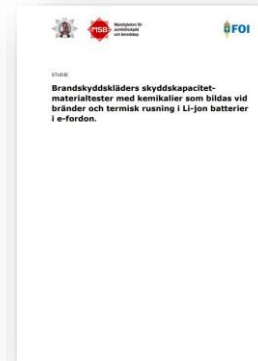 MSB
Myndigheten för
samhällsskydd
och beredskap
FOI
STUDIE
Brandskyddskläders skyddskapacitet-
materialtester med kemikalier som bildas vid
bränder och termisk rusning i Li-jon batterier
i e-fordon.